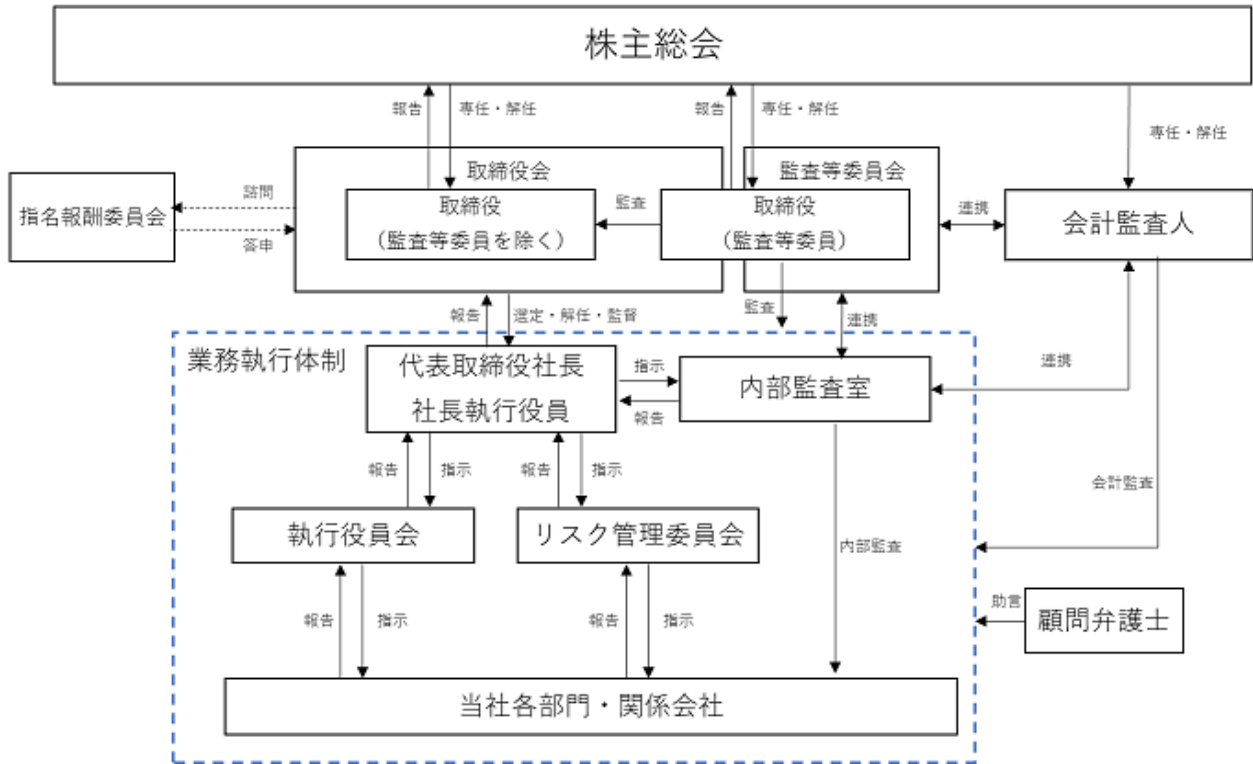 株主総会
報告
専任・解任
報告
専任・解任
専任・解任
取締役会
監査等委員会
指名報酬委員会
諮問
答申
取締役
(監査等委員を除く)
監査
取締役
(監査等委員)
連携
会計監査人
報告
選定・解任・監督
監査
連携
業務執行体制
代表取締役社長
社長執行役員
指示
報告
内部監査室
連携
報告
指示
報告
指示
会計監査
執行役員会
リスク管理委員会
内部監査
報告
指示
報告
指示
助言
顧問弁護士
当社各部門・関係会社